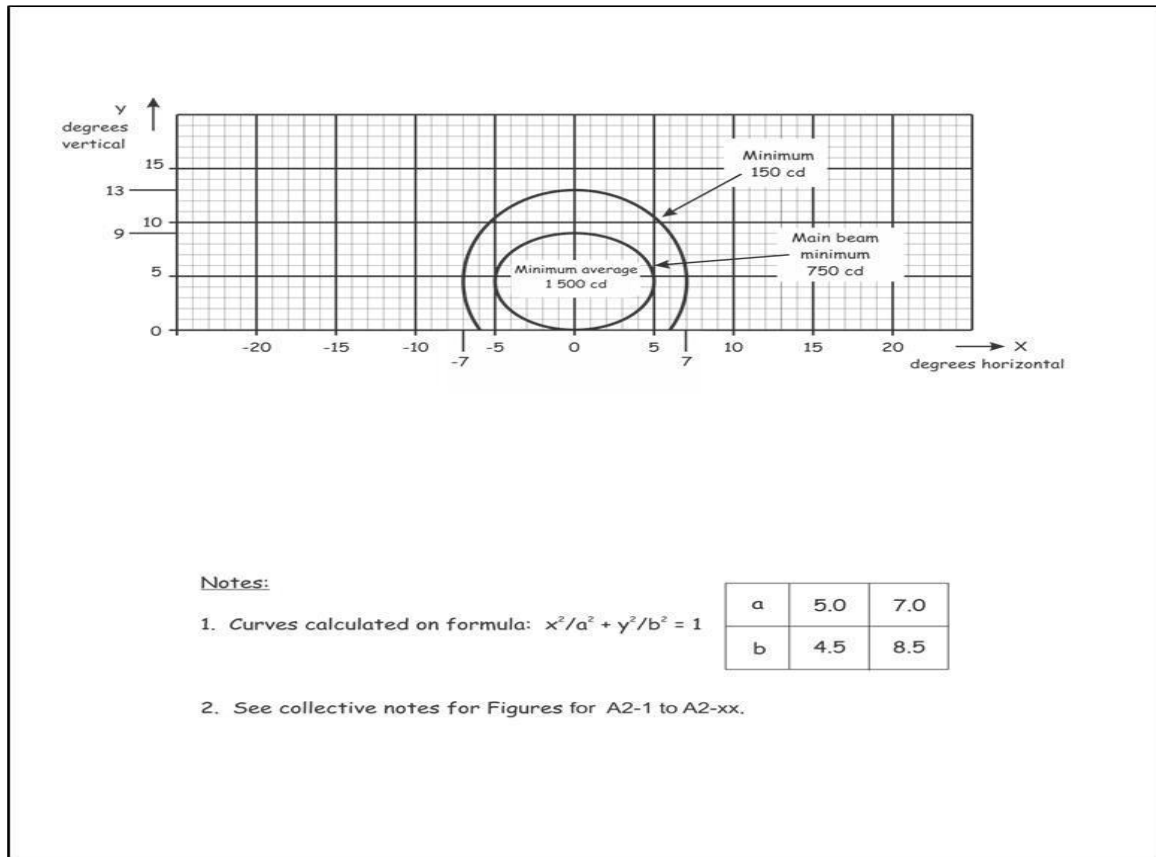 Y
degrees
vertical
15
13
10
9
5
0
Minimum
150 cd
Main beam
minimum
750 cd
Minimum average
1 500 cd
-20 -15 -10 -7 -5 0 5 7 10 15 20 X
degrees horizontal
Notes:
1. Curves calculated on formula: x²/a² + y²/b² = 1
a 5.0 7.0
b 4.5 8.5
2. See collective notes for Figures for A2-1 to A2-xx.